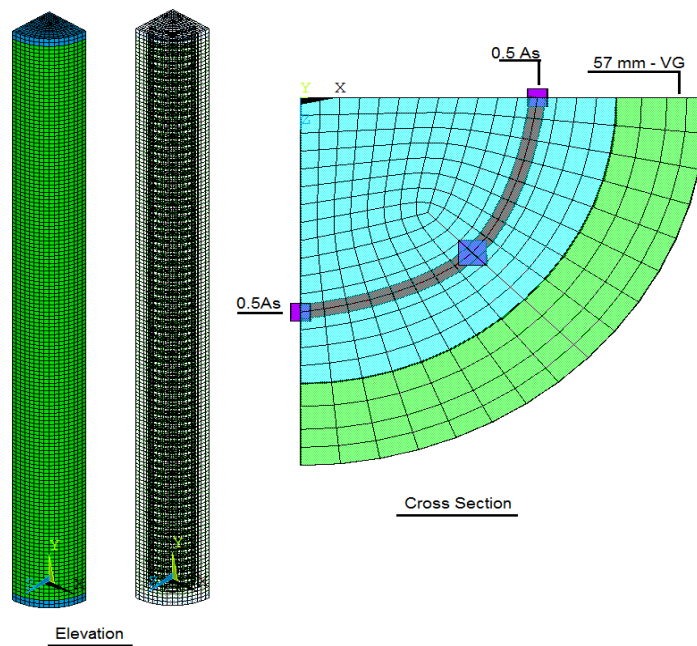 0.5 As
57 mm - VG
Y
X
Z
0.5As
Cross Section
Y
X
Y
Elevation